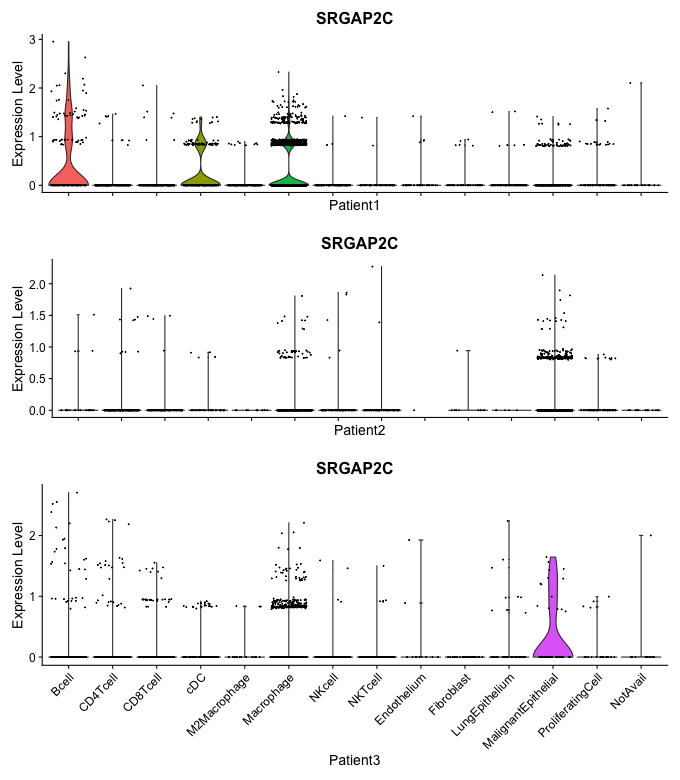 SRGAP2C
Expression Level
3
2
1
0
Patient1
SRGAP2C
Expression Level
2.0
1.5
1.0
0.5
0.0
Patient2
SRGAP2C
Expression Level
2
1
0
Bcell
CD4Tcell
CD8Tcell
cDC
M2Macrophage
Macrophage
NKcell
NKTcell
Endothelium
Fibroblast
LungEpithelium
MalignantEpithelial
ProliferatingCell
NotAvail
Patient3